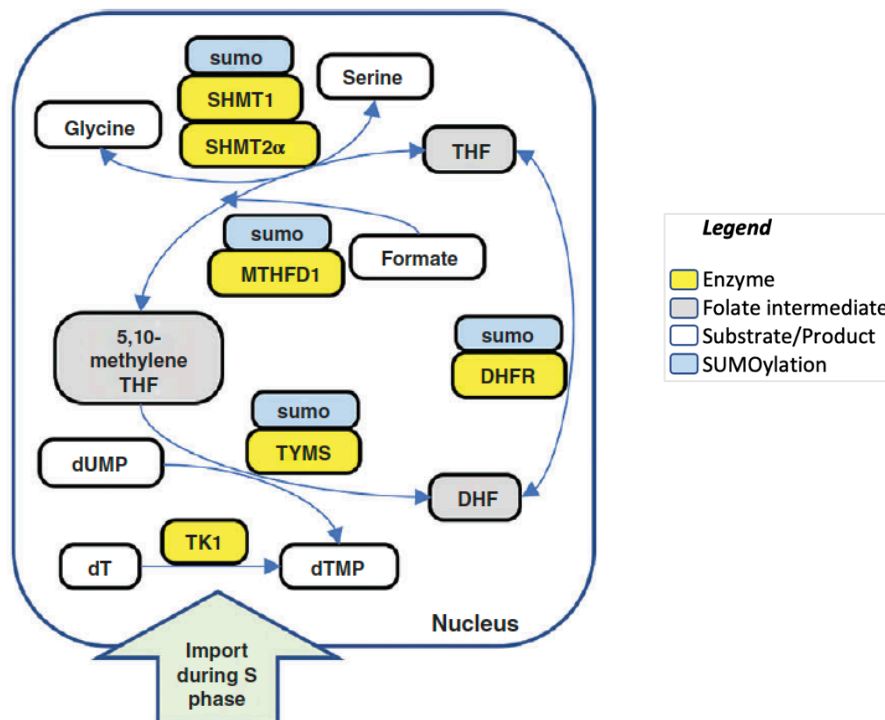 sumo
SHMT1
SHMT2α
Serine
Glycine
THF
sumo
MTHFD1
Formate
5,10-
methylene
THF
sumo
DHFR
sumo
TYMS
dUMP
DHF
TK1
dT
dTMP
Nucleus
Import
during S
phase
Legend
Enzyme
Folate intermediate
Substrate/Product
SUMOylation